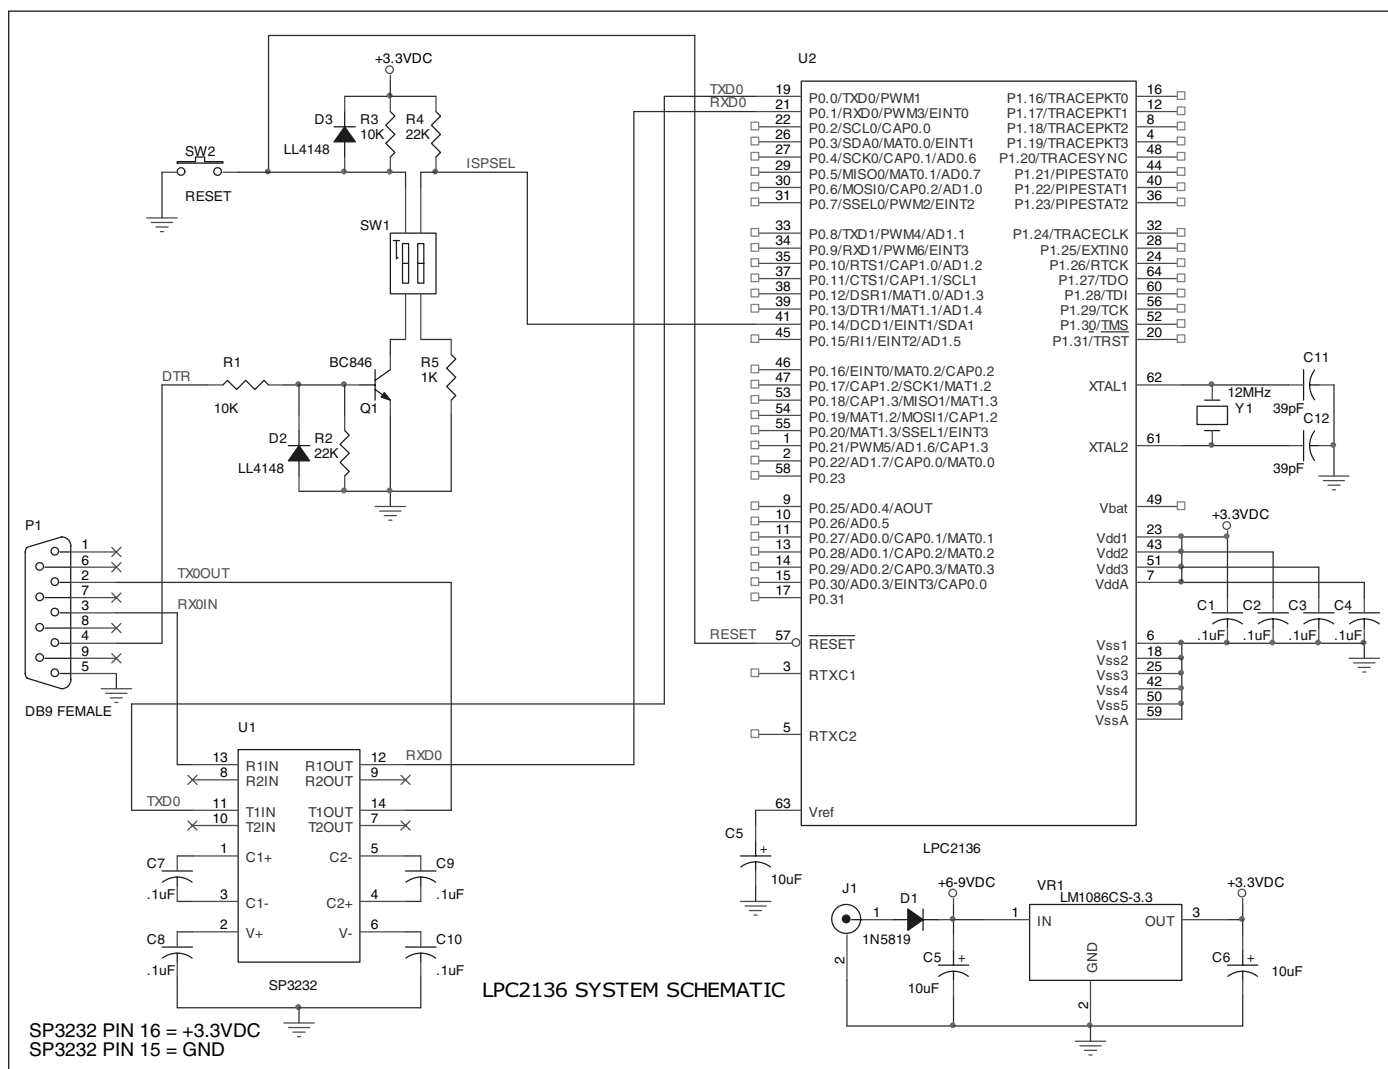 +3.3VDC
D3
LL4148
R3
10K
R4
22K
SW2
RESET
ISPSEL
SW1
R1
10K
DTR
BC846
Q1
R5
1K
D2
LL4148
R2
22K
P1
1
6
2
7
3
8
4
9
5
DB9 FEMALE
TX0OUT
RX0IN
U1
13 R1IN R1OUT 12 RXD0
8 R2IN R2OUT 9
TXD0 11 T1IN T1OUT 14
10 T2IN T2OUT 7
1 C1+ C2- 5
3 C1- C2+ 4
2 V+ V- 6
C7
.1uF
C9
.1uF
C8
.1uF
C10
.1uF
SP3232
SP3232 PIN 16 = +3.3VDC
SP3232 PIN 15 = GND
LPC2136 SYSTEM SCHEMATIC
U2
TXD0 19 P0.0/TXD0/PWM1
RXD0 21 P0.1/RXD0/PWM3/EINT0
22 P0.2/SCL0/CAP0.0
26 P0.3/SDA0/MAT0.0/EINT1
27 P0.4/SCK0/CAP0.1/AD0.6
29 P0.5/MISO0/MAT0.1/AD0.7
30 P0.6/MOSI0/CAP0.2/AD1.0
31 P0.7/SSEL0/PWM2/EINT2
33 P0.8/TXD1/PWM4/AD1.1
34 P0.9/RXD1/PWM6/EINT3
35 P0.10/RTS1/CAP1.0/AD1.2
37 P0.11/CTS1/CAP1.1/SCL1
38 P0.12/DSR1/MAT1.0/AD1.3
39 P0.13/DTR1/MAT1.1/AD1.4
41 P0.14/DCD1/EINT1/SDA1
45 P0.15/RI1/EINT2/AD1.5
46 P0.16/EINT0/MAT0.2/CAP0.2
47 P0.17/CAP1.2/SCK1/MAT1.2
53 P0.18/CAP1.3/MISO1/MAT1.3
54 P0.19/MAT1.2/MOSI1/CAP1.2
55 P0.20/MAT1.3/SSEL1/EINT3
1 P0.21/PWM5/AD1.6/CAP1.3
2 P0.22/AD1.7/CAP0.0/MAT0.0
58 P0.23
9 P0.25/AD0.4/AOUT
10 P0.26/AD0.5
11 P0.27/AD0.0/CAP0.1/MAT0.1
13 P0.28/AD0.1/CAP0.2/MAT0.2
14 P0.29/AD0.2/CAP0.3/MAT0.3
15 P0.30/AD0.3/EINT3/CAP0.0
17 P0.31
RESET 57 RESET
3 RTXC1
5 RTXC2
63 Vref
P1.16/TRACEPKT0 16
P1.17/TRACEPKT1 12
P1.18/TRACEPKT2 8
P1.19/TRACEPKT3 4
P1.20/TRACESYNC 48
P1.21/PIPESTAT0 44
P1.22/PIPESTAT1 40
P1.23/PIPESTAT2 36
P1.24/TRACECLK 32
P1.25/EXTIN0 28
P1.26/RTCK 24
P1.27/TDO 64
P1.28/TDI 60
P1.29/TCK 56
P1.30/TMS 52
P1.31/TRST 20
XTAL1 62
XTAL2 61
Vbat 49
Vdd1 23
Vdd2 43
Vdd3 51
VddA 7
Vss1 6
Vss2 18
Vss3 25
Vss4 42
Vss5 50
VssA 59
C11
39pF
12MHz
Y1
C12
39pF
+3.3VDC
C1 C2 C3 C4
.1uF .1uF .1uF .1uF
C5
10uF
LPC2136
J1
1
2
D1
1N5819
+6-9VDC
C5
10uF
VR1
LM1086CS-3.3
1 IN OUT 3
GND
2
+3.3VDC
C6
10uF